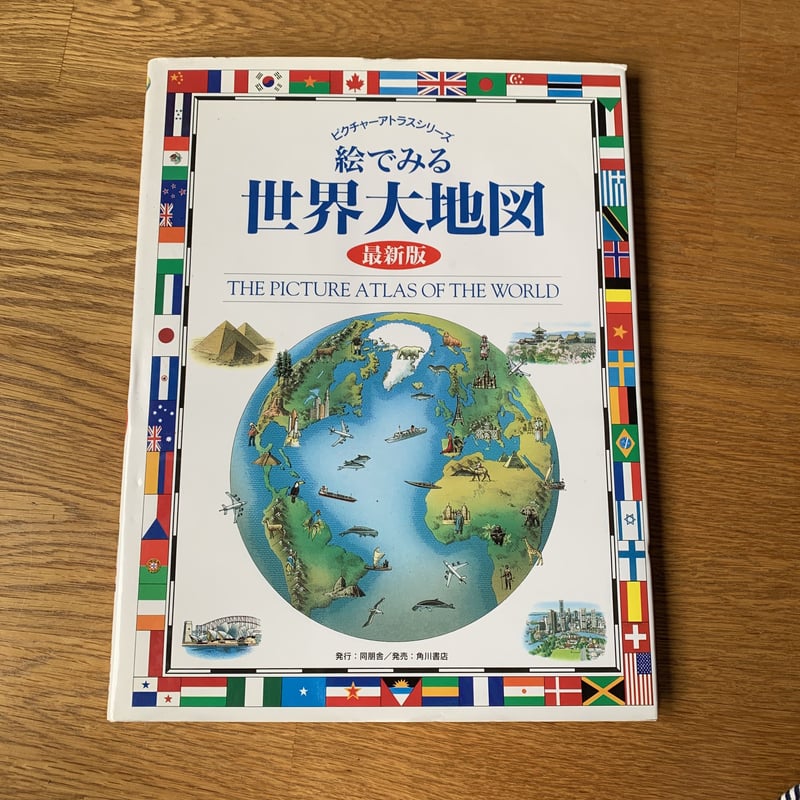 ピクチャーアトラスシリーズ
絵でみる
世界大地図
最新版
THE PICTURE ATLAS OF THE WORLD
発行：同朋舎／発売：角川書店